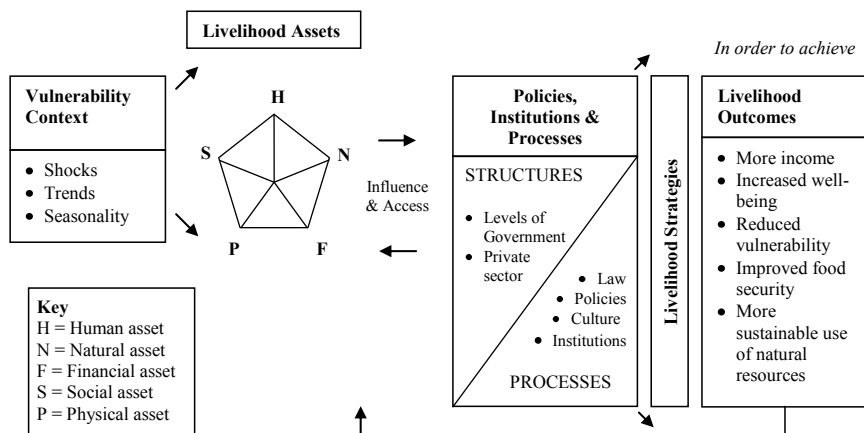 Livelihood Assets
In order to achieve
Vulnerability
Context
• Shocks
• Trends
• Seasonality
H
S
N
P
F
Influence
& Access
Policies,
Institutions &
Processes
STRUCTURES
• Levels of
Government
• Private
sector
• Law
• Policies
• Culture
• Institutions
PROCESSES
Livelihood Strategies
Livelihood
Outcomes
• More income
• Increased well-
being
• Reduced
vulnerability
• Improved food
security
• More
sustainable use
of natural
resources
Key
H = Human asset
N = Natural asset
F = Financial asset
S = Social asset
P = Physical asset